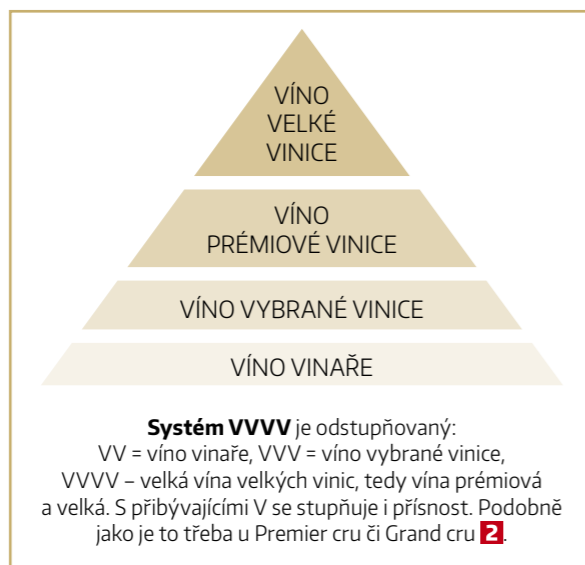 VÍNO
VELKÉ
VINICE
VÍNO
PRÉMIOVÉ VINICE
VÍNO VYBRANÉ VINICE
VÍNO VINAŘE
Systém VVVV je odstupňovaný:
VV = víno vinaře, VVV = víno vybrané vinice,
VVVV – velká vína velkých vinic, tedy vína prémiová
a velká. S přibývajícími V se stupňuje i přísnost. Podobně
jako je to třeba u Premier cru či Grand cru 2.